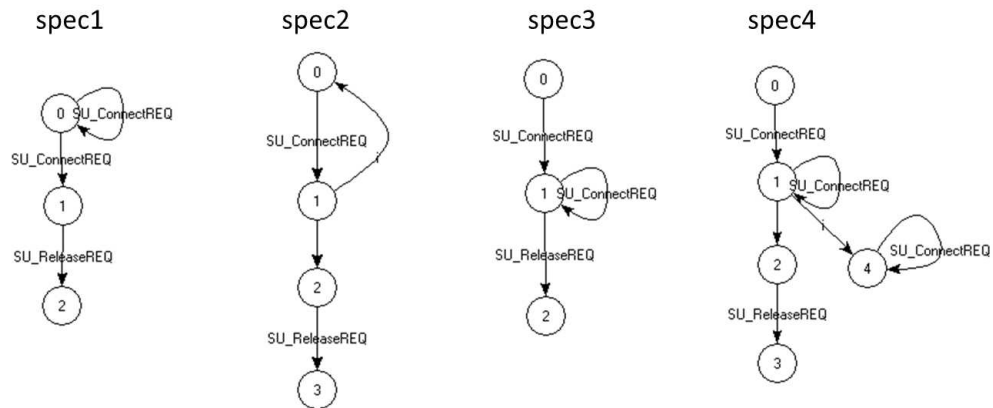 spec1
spec2
spec3
spec4
0
SU_ConnectREQ
SU_ConnectREQ
1
SU_ReleaseREQ
2
0
SU_ConnectREQ
i
1
2
SU_ReleaseREQ
3
0
SU_ConnectREQ
1
SU_ConnectREQ
SU_ReleaseREQ
2
0
SU_ConnectREQ
1
SU_ConnectREQ
i
2
4
SU_ConnectREQ
SU_ReleaseREQ
3